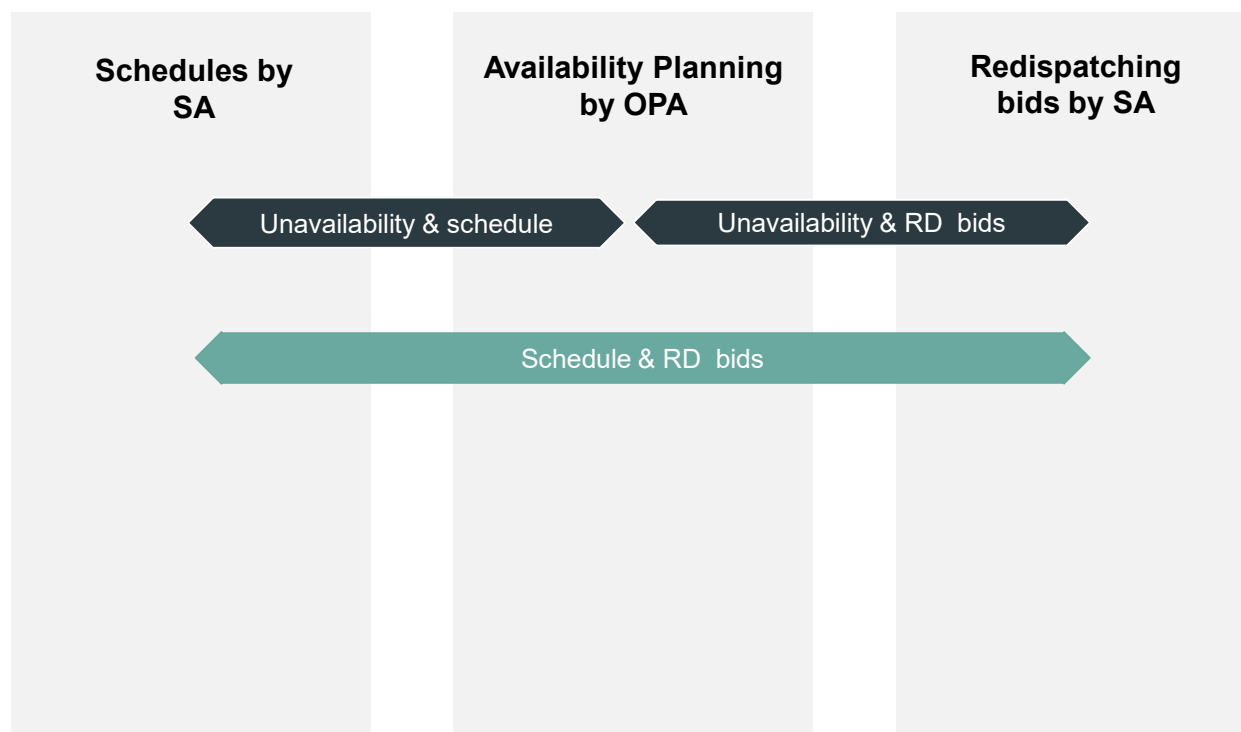 Schedules by
SA
Availability Planning
by OPA
Redispatching
bids by SA
Unavailability & schedule
Unavailability & RD  bids
Schedule & RD  bids